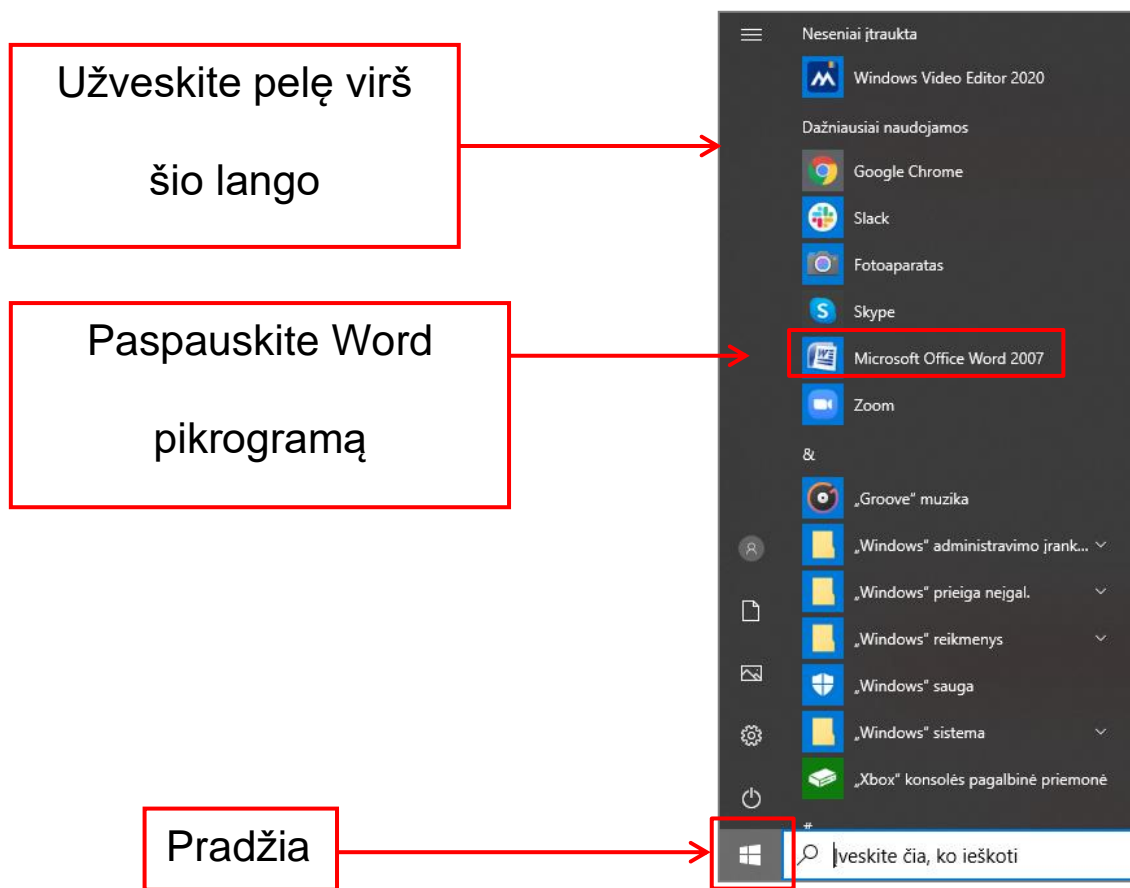 Užveskite pelę virš
šio lango
Paspauskite Word
pikrogramą
Pradžia
Neseniai įtraukta
Windows Video Editor 2020
Dažniausiai naudojamos
Google Chrome
Slack
Fotoaparatas
Skype
Microsoft Office Word 2007
Zoom
&
„Groove“ muzika
„Windows“ administravimo įrank...
„Windows“ prieiga neįgal.
„Windows“ reikmenys
„Windows“ sauga
„Windows“ sistema
„Xbox“ konsolės pagalbinė priemonė
#
Įveskite čia, ko ieškoti